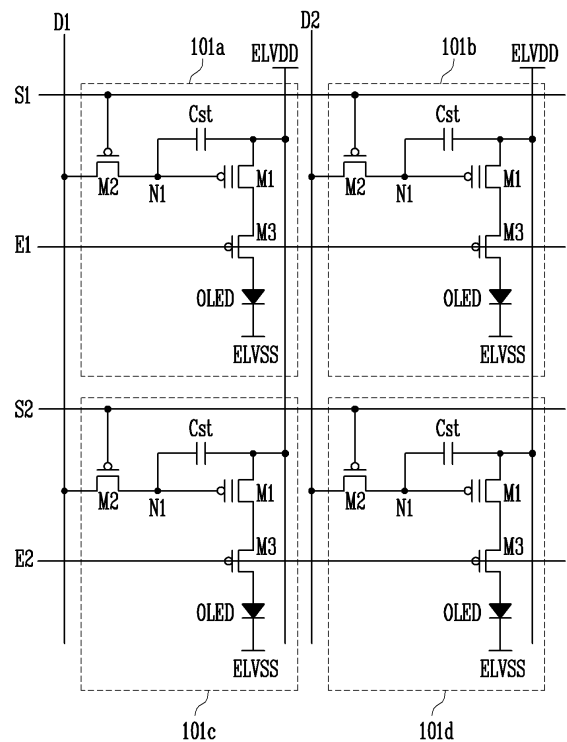 D1 D2
101a ELVDD 101b ELVDD
S1
Cst Cst
M2 N1 M1 M2 N1 M1
E1 M3 M3
OLED OLED
ELVSS ELVSS
S2
Cst Cst
M2 N1 M1 M2 N1 M1
E2 M3 M3
OLED OLED
ELVSS ELVSS
101c 101d